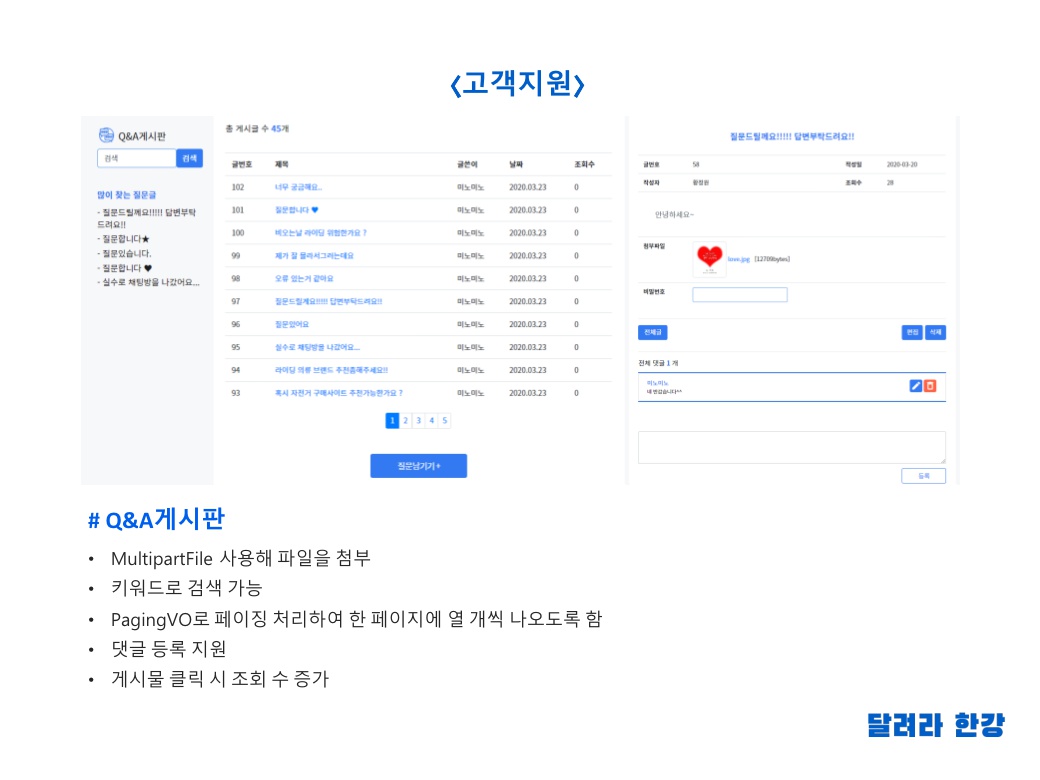 <고객지원>
Q&A게시판
검색
검색
많이 찾는 질문글
- 질문드릴께요!!!!! 답변부탁
드려요!!
- 질문합니다★
- 질문있습니다.
- 질문합니다 ♥
- 실수로 채팅방을 나갔어요...
총 게시글 수 45개
글번호 제목 글쓴이 날짜 조회수
102 너무 궁금해요.. 미노미노 2020.03.23 0
101 질문합니다 ♥ 미노미노 2020.03.23 0
100 비오는날 라이딩 위험한가요 ? 미노미노 2020.03.23 0
99 제가 잘 몰라서그러는데요 미노미노 2020.03.23 0
98 오류 있는거 같아요 미노미노 2020.03.23 0
97 질문드릴게요!!!!! 답변부탁드려요!! 미노미노 2020.03.23 0
96 질문있어요 미노미노 2020.03.23 0
95 실수로 채팅방을 나갔어요... 미노미노 2020.03.23 0
94 라이딩 의류 브랜드 추천좀해주세요!! 미노미노 2020.03.23 0
93 혹시 자전거 구매사이트 추천가능한가요 ? 미노미노 2020.03.23 0
1 2 3 4 5
질문남기기 +
질문드릴께요!!!!! 답변부탁드려요!!
글번호 58 작성일 2020-03-20
작성자 조회수 28
안녕하세요~
첨부파일 love.jpg [12709bytes]
비밀번호
전체글 편집 삭제
전체 댓글 1 개
미노미노
네 반갑습니다^^
등록
# Q&A게시판
• MultipartFile 사용해 파일을 첨부
• 키워드로 검색 가능
• PagingVO로 페이징 처리하여 한 페이지에 열 개씩 나오도록 함
• 댓글 등록 지원
• 게시물 클릭 시 조회 수 증가
달려라 한강